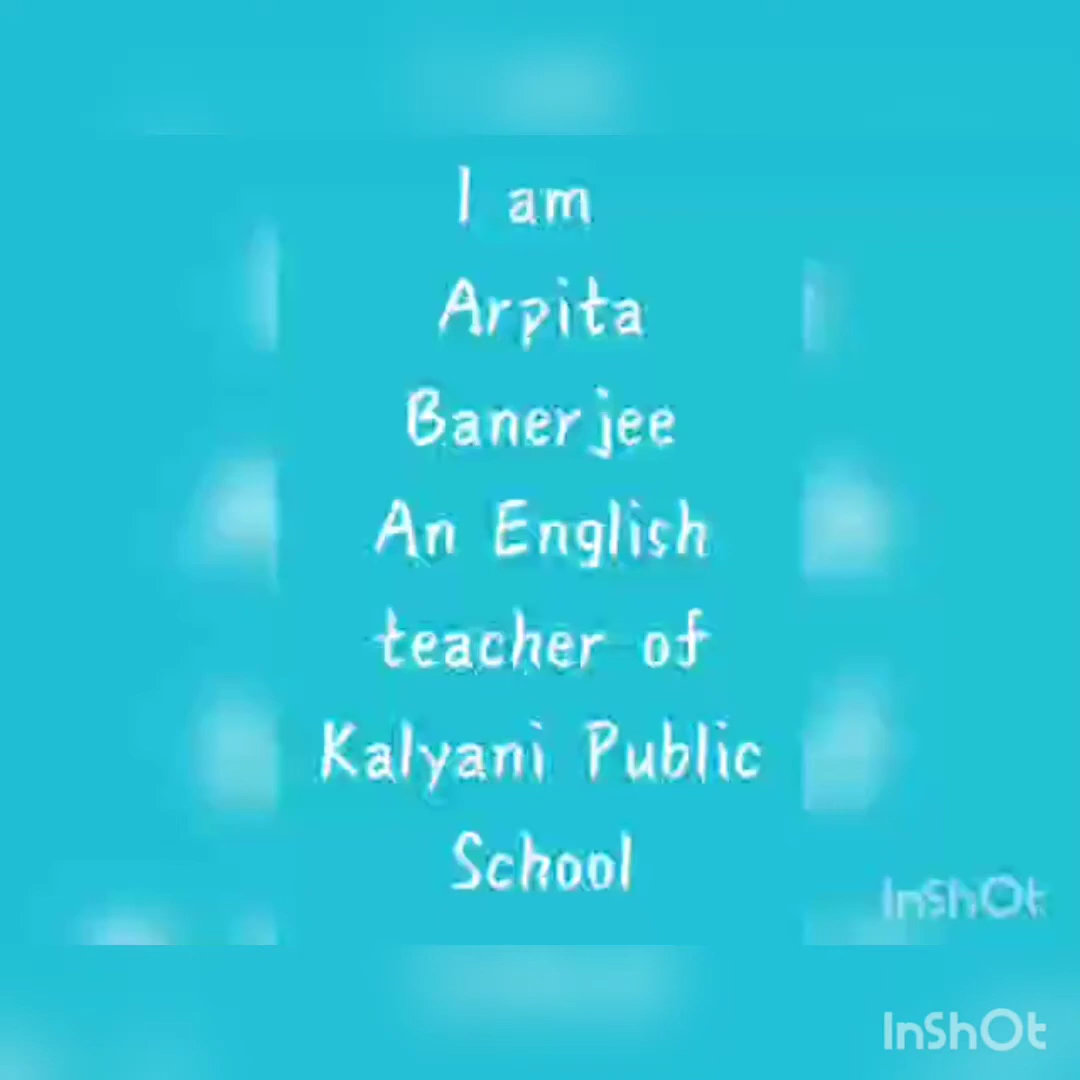 I am
Arpita
Banerjee
An English
teacher of
Kalyani Public
School
InShOt
InShOt